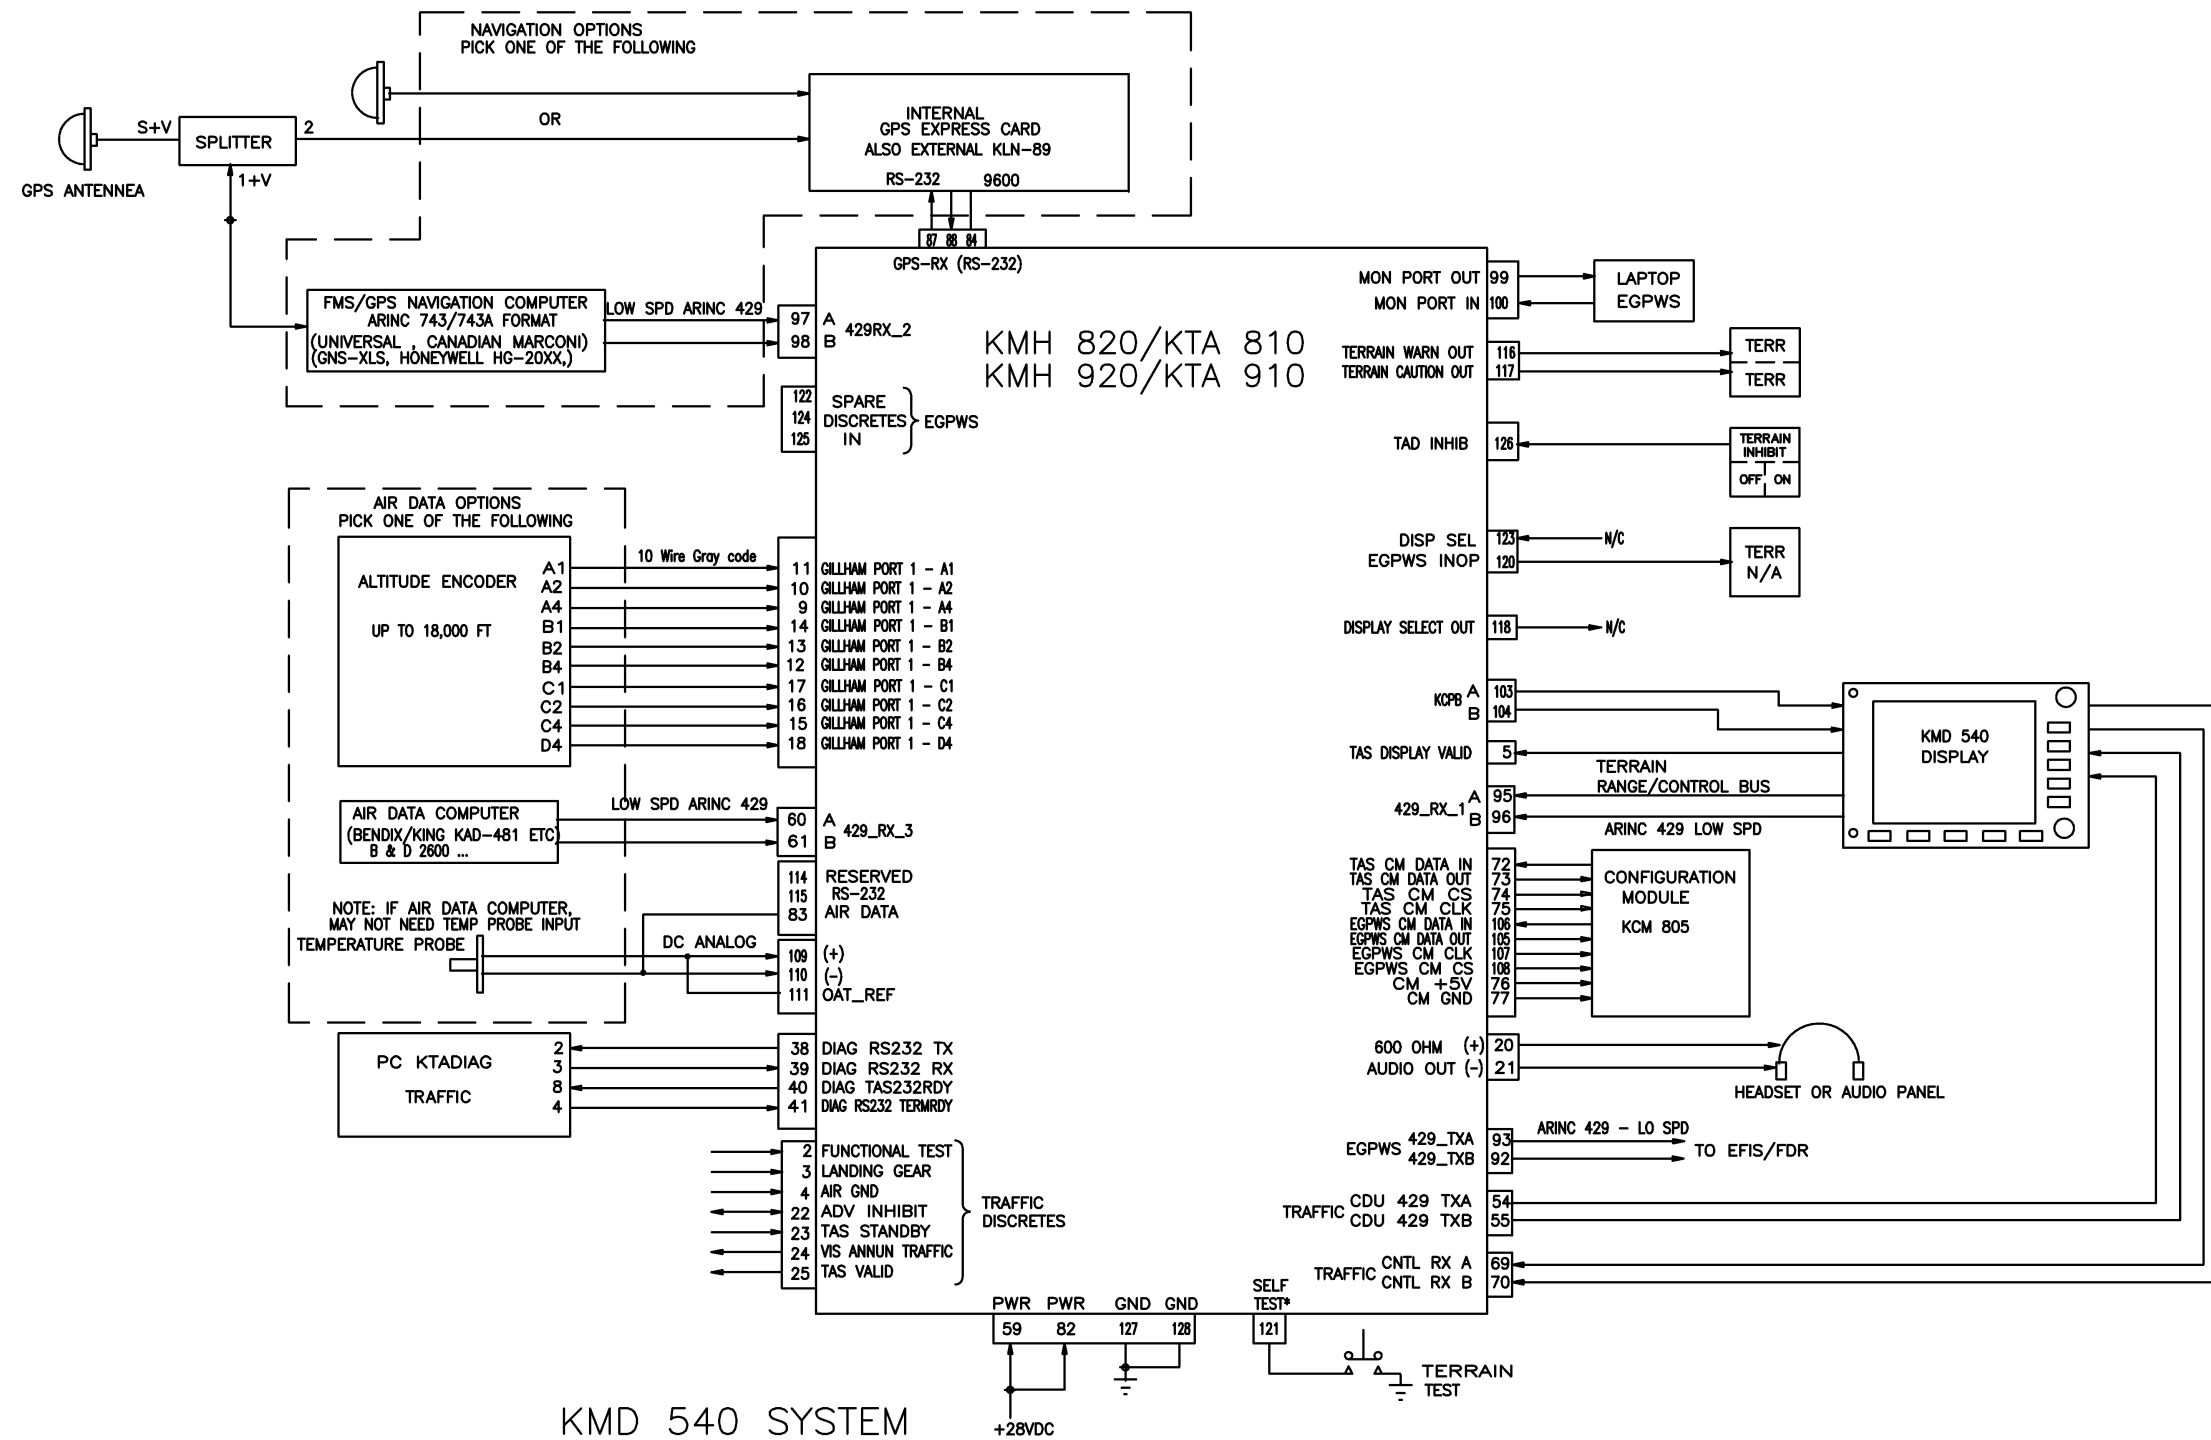 NAVIGATION OPTIONS
PICK ONE OF THE FOLLOWING
S+V
SPLITTER
2
1+V
GPS ANTENNEA
OR
INTERNAL
GPS EXPRESS CARD
ALSO EXTERNAL KLN-89
RS-232 9600
87 88 84
GPS-RX (RS-232)
FMS/GPS NAVIGATION COMPUTER
ARINC 743/743A FORMAT
(UNIVERSAL , CANADIAN MARCONI)
(GNS-XLS, HONEYWELL HG-20XX,)
LOW SPD ARINC 429
97 A
98 B
429RX_2
KMH 820/KTA 810
KMH 920/KTA 910
122
124
125
SPARE
DISCRETES
IN
EGPWS
AIR DATA OPTIONS
PICK ONE OF THE FOLLOWING
ALTITUDE ENCODER
UP TO 18,000 FT
10 Wire Gray code
A1 11 GILLHAM PORT 1 - A1
A2 10 GILLHAM PORT 1 - A2
A4 9 GILLHAM PORT 1 - A4
B1 14 GILLHAM PORT 1 - B1
B2 13 GILLHAM PORT 1 - B2
B4 12 GILLHAM PORT 1 - B4
C1 17 GILLHAM PORT 1 - C1
C2 16 GILLHAM PORT 1 - C2
C4 15 GILLHAM PORT 1 - C4
D4 18 GILLHAM PORT 1 - D4
AIR DATA COMPUTER
(BENDIX/KING KAD-481 ETC)
B & D 2600 ...
LOW SPD ARINC 429
60 A
61 B
429_RX_3
114 RESERVED
115 RS-232
83 AIR DATA
NOTE: IF AIR DATA COMPUTER,
MAY NOT NEED TEMP PROBE INPUT
TEMPERATURE PROBE
DC ANALOG
109 (+)
110 (-)
111 OAT_REF
PC KTADIAG
TRAFFIC
2 38 DIAG RS232 TX
3 39 DIAG RS232 RX
8 40 DIAG TAS232RDY
4 41 DIAG RS232 TERMRDY
2 FUNCTIONAL TEST
3 LANDING GEAR
4 AIR GND
22 ADV INHIBIT
23 TAS STANDBY
24 VIS ANNUN TRAFFIC
25 TAS VALID
TRAFFIC
DISCRETES
PWR PWR GND GND
59 82 127 128
+28VDC
SELF
TEST*
121
TERRAIN
TEST
MON PORT OUT 99
MON PORT IN 100
LAPTOP
EGPWS
TERRAIN WARN OUT 116
TERRAIN CAUTION OUT 117
TERR
TERR
TAD INHIB 126
TERRAIN
INHIBIT
OFF ON
DISP SEL 123 N/C
EGPWS INOP 120
TERR
N/A
DISPLAY SELECT OUT 118 N/C
KCPB
A 103
B 104
TAS DISPLAY VALID 5
TERRAIN
RANGE/CONTROL BUS
429_RX_1
A 95
B 96
ARINC 429 LOW SPD
KMD 540
DISPLAY
TAS CM DATA IN 72
TAS CM DATA OUT 73
TAS CM CS 74
TAS CM CLK 75
EGPWS CM DATA IN 106
EGPWS CM DATA OUT 105
EGPWS CM CLK 107
EGPWS CM CS 108
CM +5V 76
CM GND 77
CONFIGURATION
MODULE
KCM 805
600 OHM (+) 20
AUDIO OUT (-) 21
HEADSET OR AUDIO PANEL
EGPWS
429_TXA 93
429_TXB 92
ARINC 429 - LO SPD
TO EFIS/FDR
TRAFFIC
CDU 429 TXA 54
CDU 429 TXB 55
TRAFFIC
CNTL RX A 69
CNTL RX B 70
KMD 540 SYSTEM